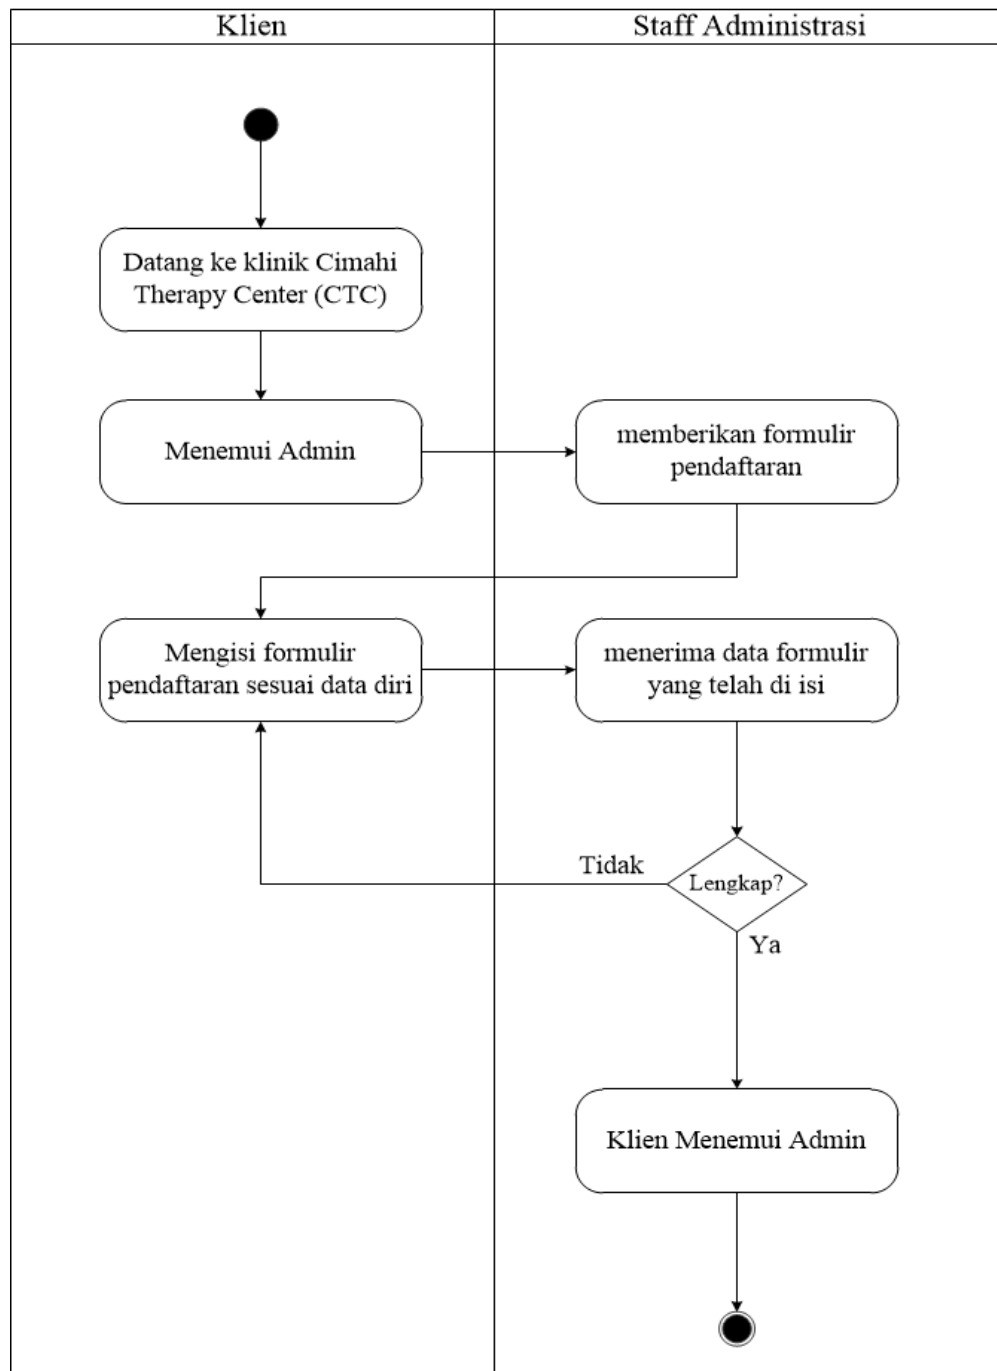 Klien
Staff Administrasi
Datang ke klinik Cimahi
Therapy Center (CTC)
Menemui Admin
memberikan formulir
pendaftaran
Mengisi formulir
pendaftaran sesuai data diri
menerima data formulir
yang telah di isi
Tidak
Lengkap?
Ya
Klien Menemui Admin